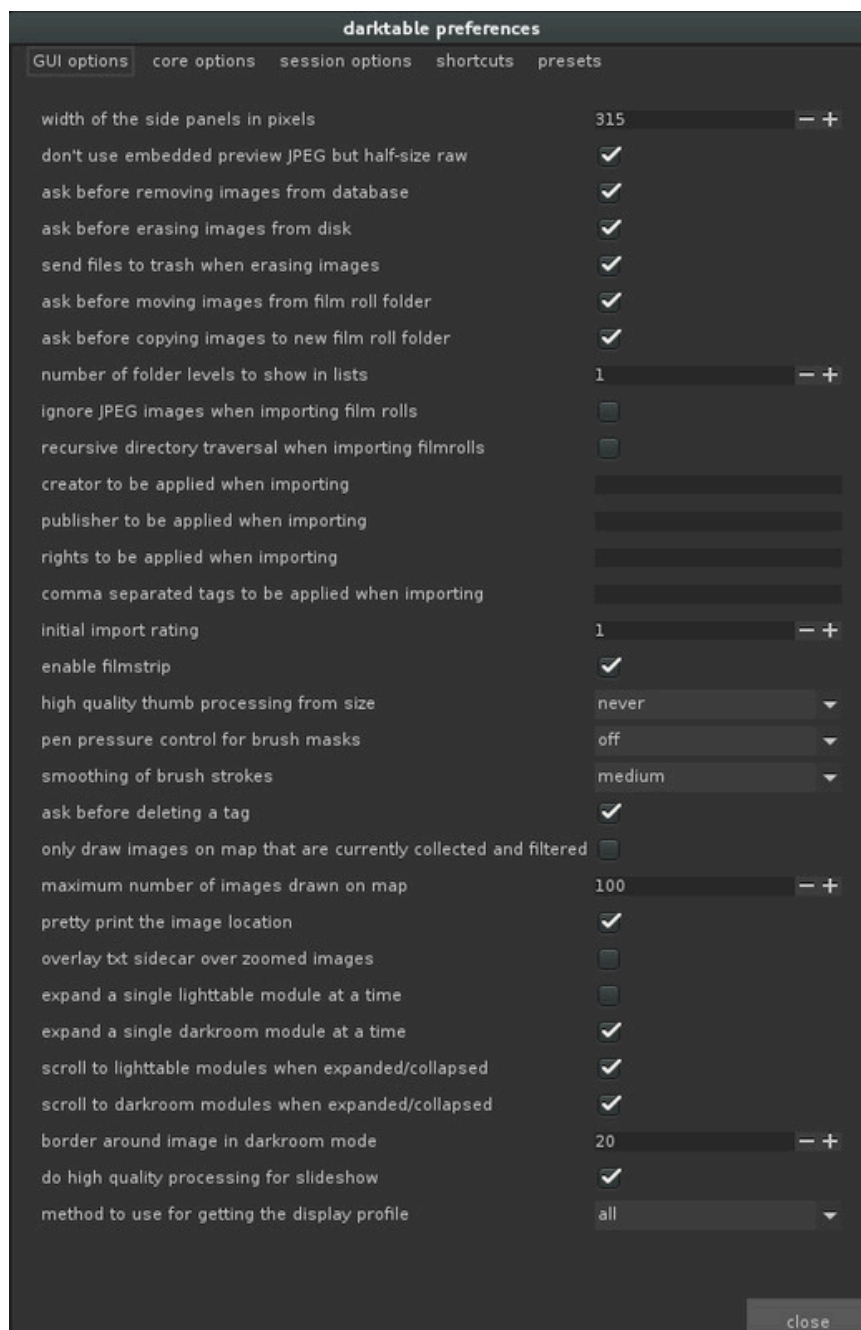 darktable preferences
GUI options core options session options shortcuts presets
width of the side panels in pixels 315
don't use embedded preview JPEG but half-size raw
ask before removing images from database
ask before erasing images from disk
send files to trash when erasing images
ask before moving images from film roll folder
ask before copying images to new film roll folder
number of folder levels to show in lists 1
ignore JPEG images when importing film rolls
recursive directory traversal when importing filmrolls
creator to be applied when importing
publisher to be applied when importing
rights to be applied when importing
comma separated tags to be applied when importing
initial import rating 1
enable filmstrip
high quality thumb processing from size never
pen pressure control for brush masks off
smoothing of brush strokes medium
ask before deleting a tag
only draw images on map that are currently collected and filtered
maximum number of images drawn on map 100
pretty print the image location
overlay txt sidecar over zoomed images
expand a single lighttable module at a time
expand a single darkroom module at a time
scroll to lighttable modules when expanded/collapsed
scroll to darkroom modules when expanded/collapsed
border around image in darkroom mode 20
do high quality processing for slideshow
method to use for getting the display profile all
close